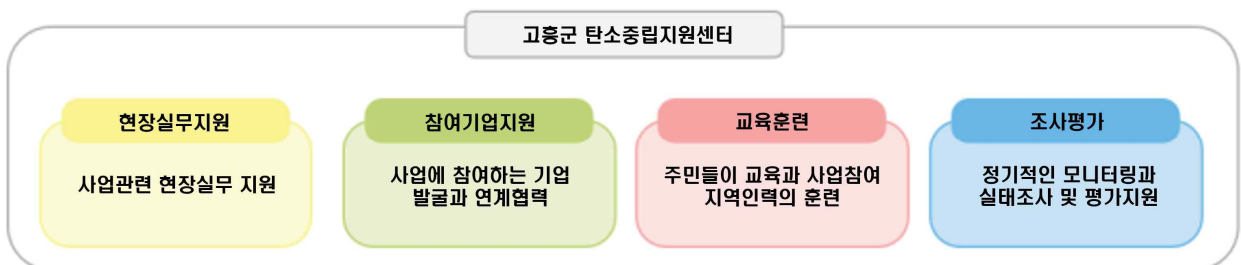 고흥군 탄소중립지원센터
현장실무지원
사업관련 현장실무 지원
참여기업지원
사업에 참여하는 기업
발굴과 연계협력
교육훈련
주민들이 교육과 사업참여
지역인력의 훈련
조사평가
정기적인 모니터링과
실태조사 및 평가지원